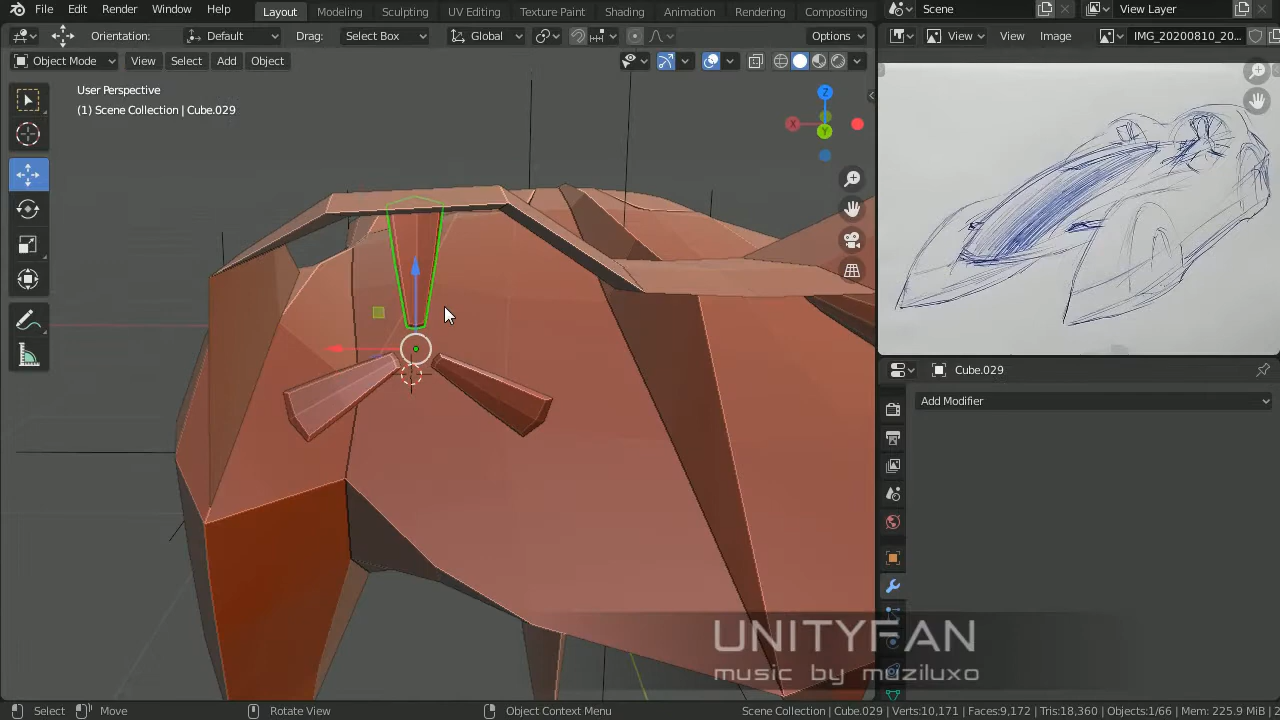 File Edit Render Window Help Layout Modeling Sculpting UV Editing Texture Paint Shading Animation Rendering Compositing Scene View Layer
Orientation: Default Drag: Select Box Global Options View View Image IMG_20200810_20...
Object Mode View Select Add Object
User Perspective
(1) Scene Collection | Cube.029
Z
X
Y
Cube.029
Add Modifier
UNITYFAN
music by muziluxo
Select Move Rotate View Object Context Menu Scene Collection | Cube.029 | Verts:10,171 | Faces:9,172 | Tris:18,360 | Objects:1/66 | Mem: 225.9 MiB | 2